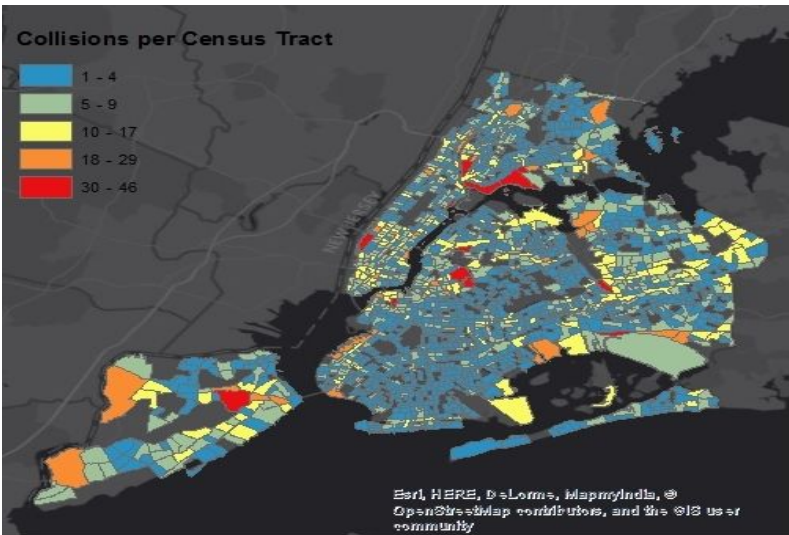 Collisions per Census Tract
1 - 4
5 - 9
10 - 17
18 - 29
30 - 46
NEW JERSEY
Esri, HERE, DeLorme, MapmyIndia, ©
OpenStreetMap contributors, and the GIS user
community